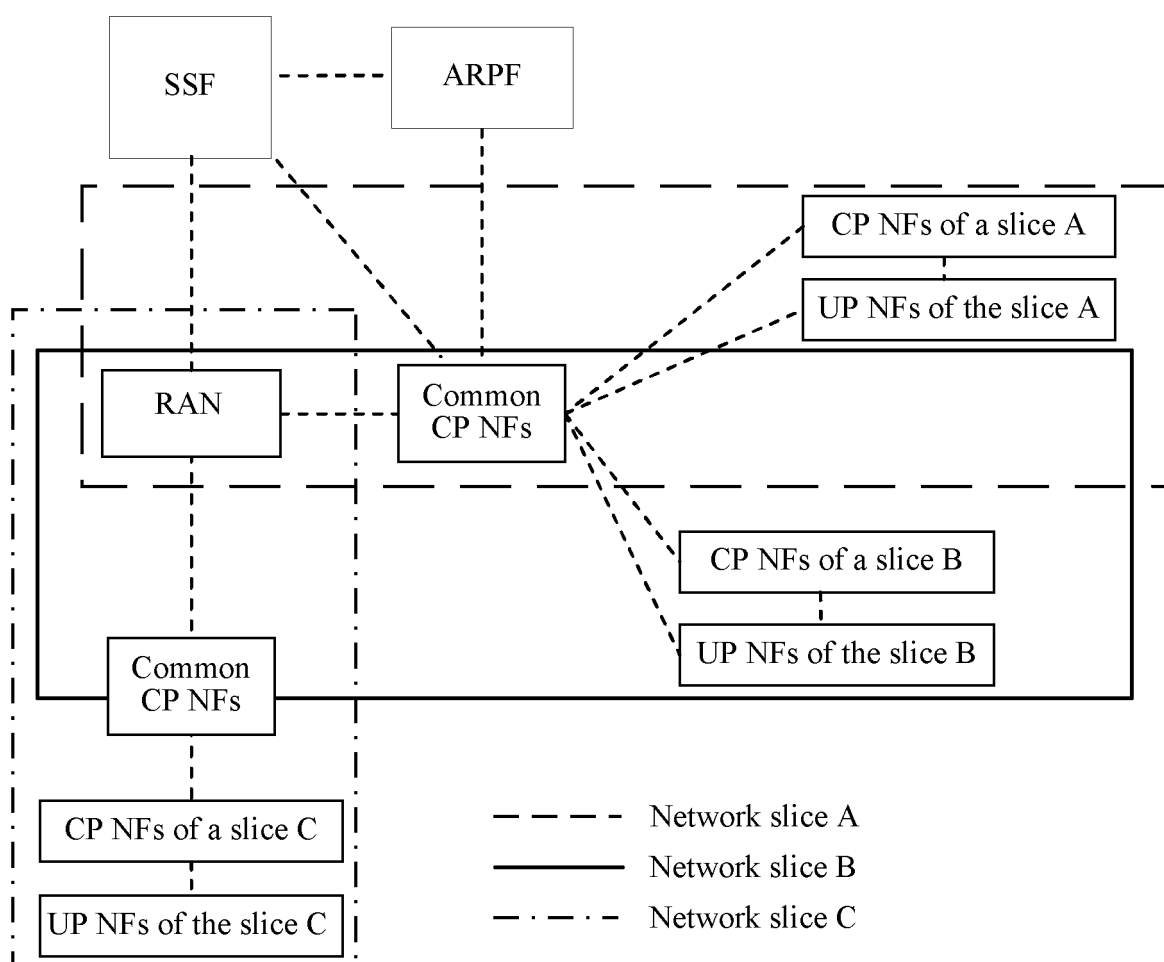 SSF
ARPF
CP NFs of a slice A
UP NFs of the slice A
RAN
Common
CP NFs
CP NFs of a slice B
UP NFs of the slice B
Common
CP NFs
CP NFs of a slice C
UP NFs of the slice C
Network slice A
Network slice B
Network slice C